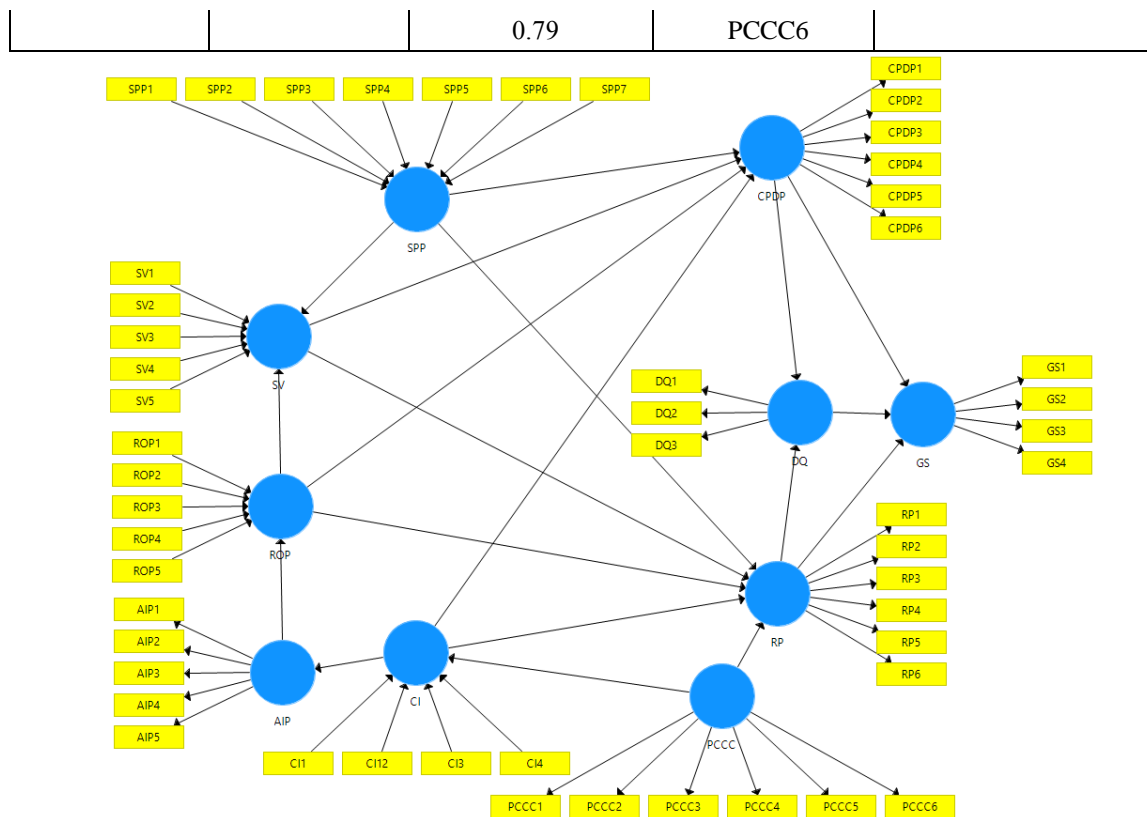 0.79 PCCC6
SPP1 SPP2 SPP3 SPP4 SPP5 SPP6 SPP7
CPDP1
CPDP2
CPDP3
CPDP4
CPDP5
CPDP6
CPDP
SPP
SV1
SV2
SV3
SV4
SV5
SV
DQ1
DQ2
DQ3
DQ
GS
GS1
GS2
GS3
GS4
ROP1
ROP2
ROP3
ROP4
ROP5
ROP
RP1
RP2
RP3
RP4
RP5
RP6
RP
AIP1
AIP2
AIP3
AIP4
AIP5
AIP
CI
CI1 CI12 CI3 CI4
PCCC
PCCC1 PCCC2 PCCC3 PCCC4 PCCC5 PCCC6